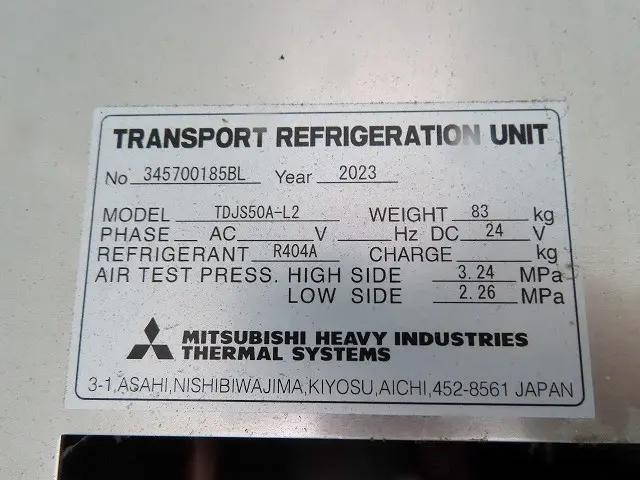 TRANSPORT REFRIGERATION UNIT
No 345700185BL Year 2023
MODEL TDJS50A-L2 WEIGHT 83 kg
PHASE AC V Hz DC 24 V
REFRIGERANT R404A CHARGE kg
AIR TEST PRESS. HIGH SIDE 3.24 MPa
LOW SIDE 2.26 MPa
MITSUBISHI HEAVY INDUSTRIES
THERMAL SYSTEMS
3-1,ASAHI,NISHIBIWAJIMA,KIYOSU,AICHI,452-8561 JAPAN